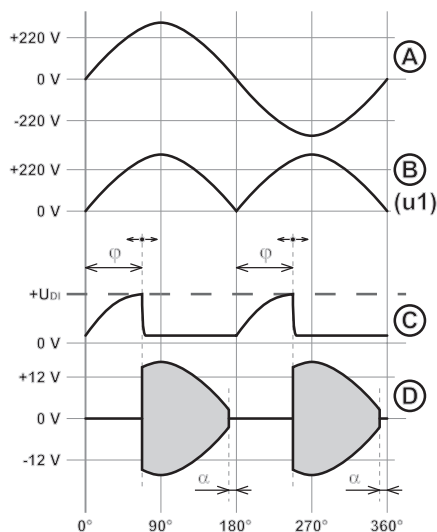 +220 V
0 V
-220 V
A
+220 V
0 V
B
(u1)
φ
φ
+UDI
0 V
C
+12 V
0 V
-12 V
D
α
α
0° 90° 180° 270° 360°